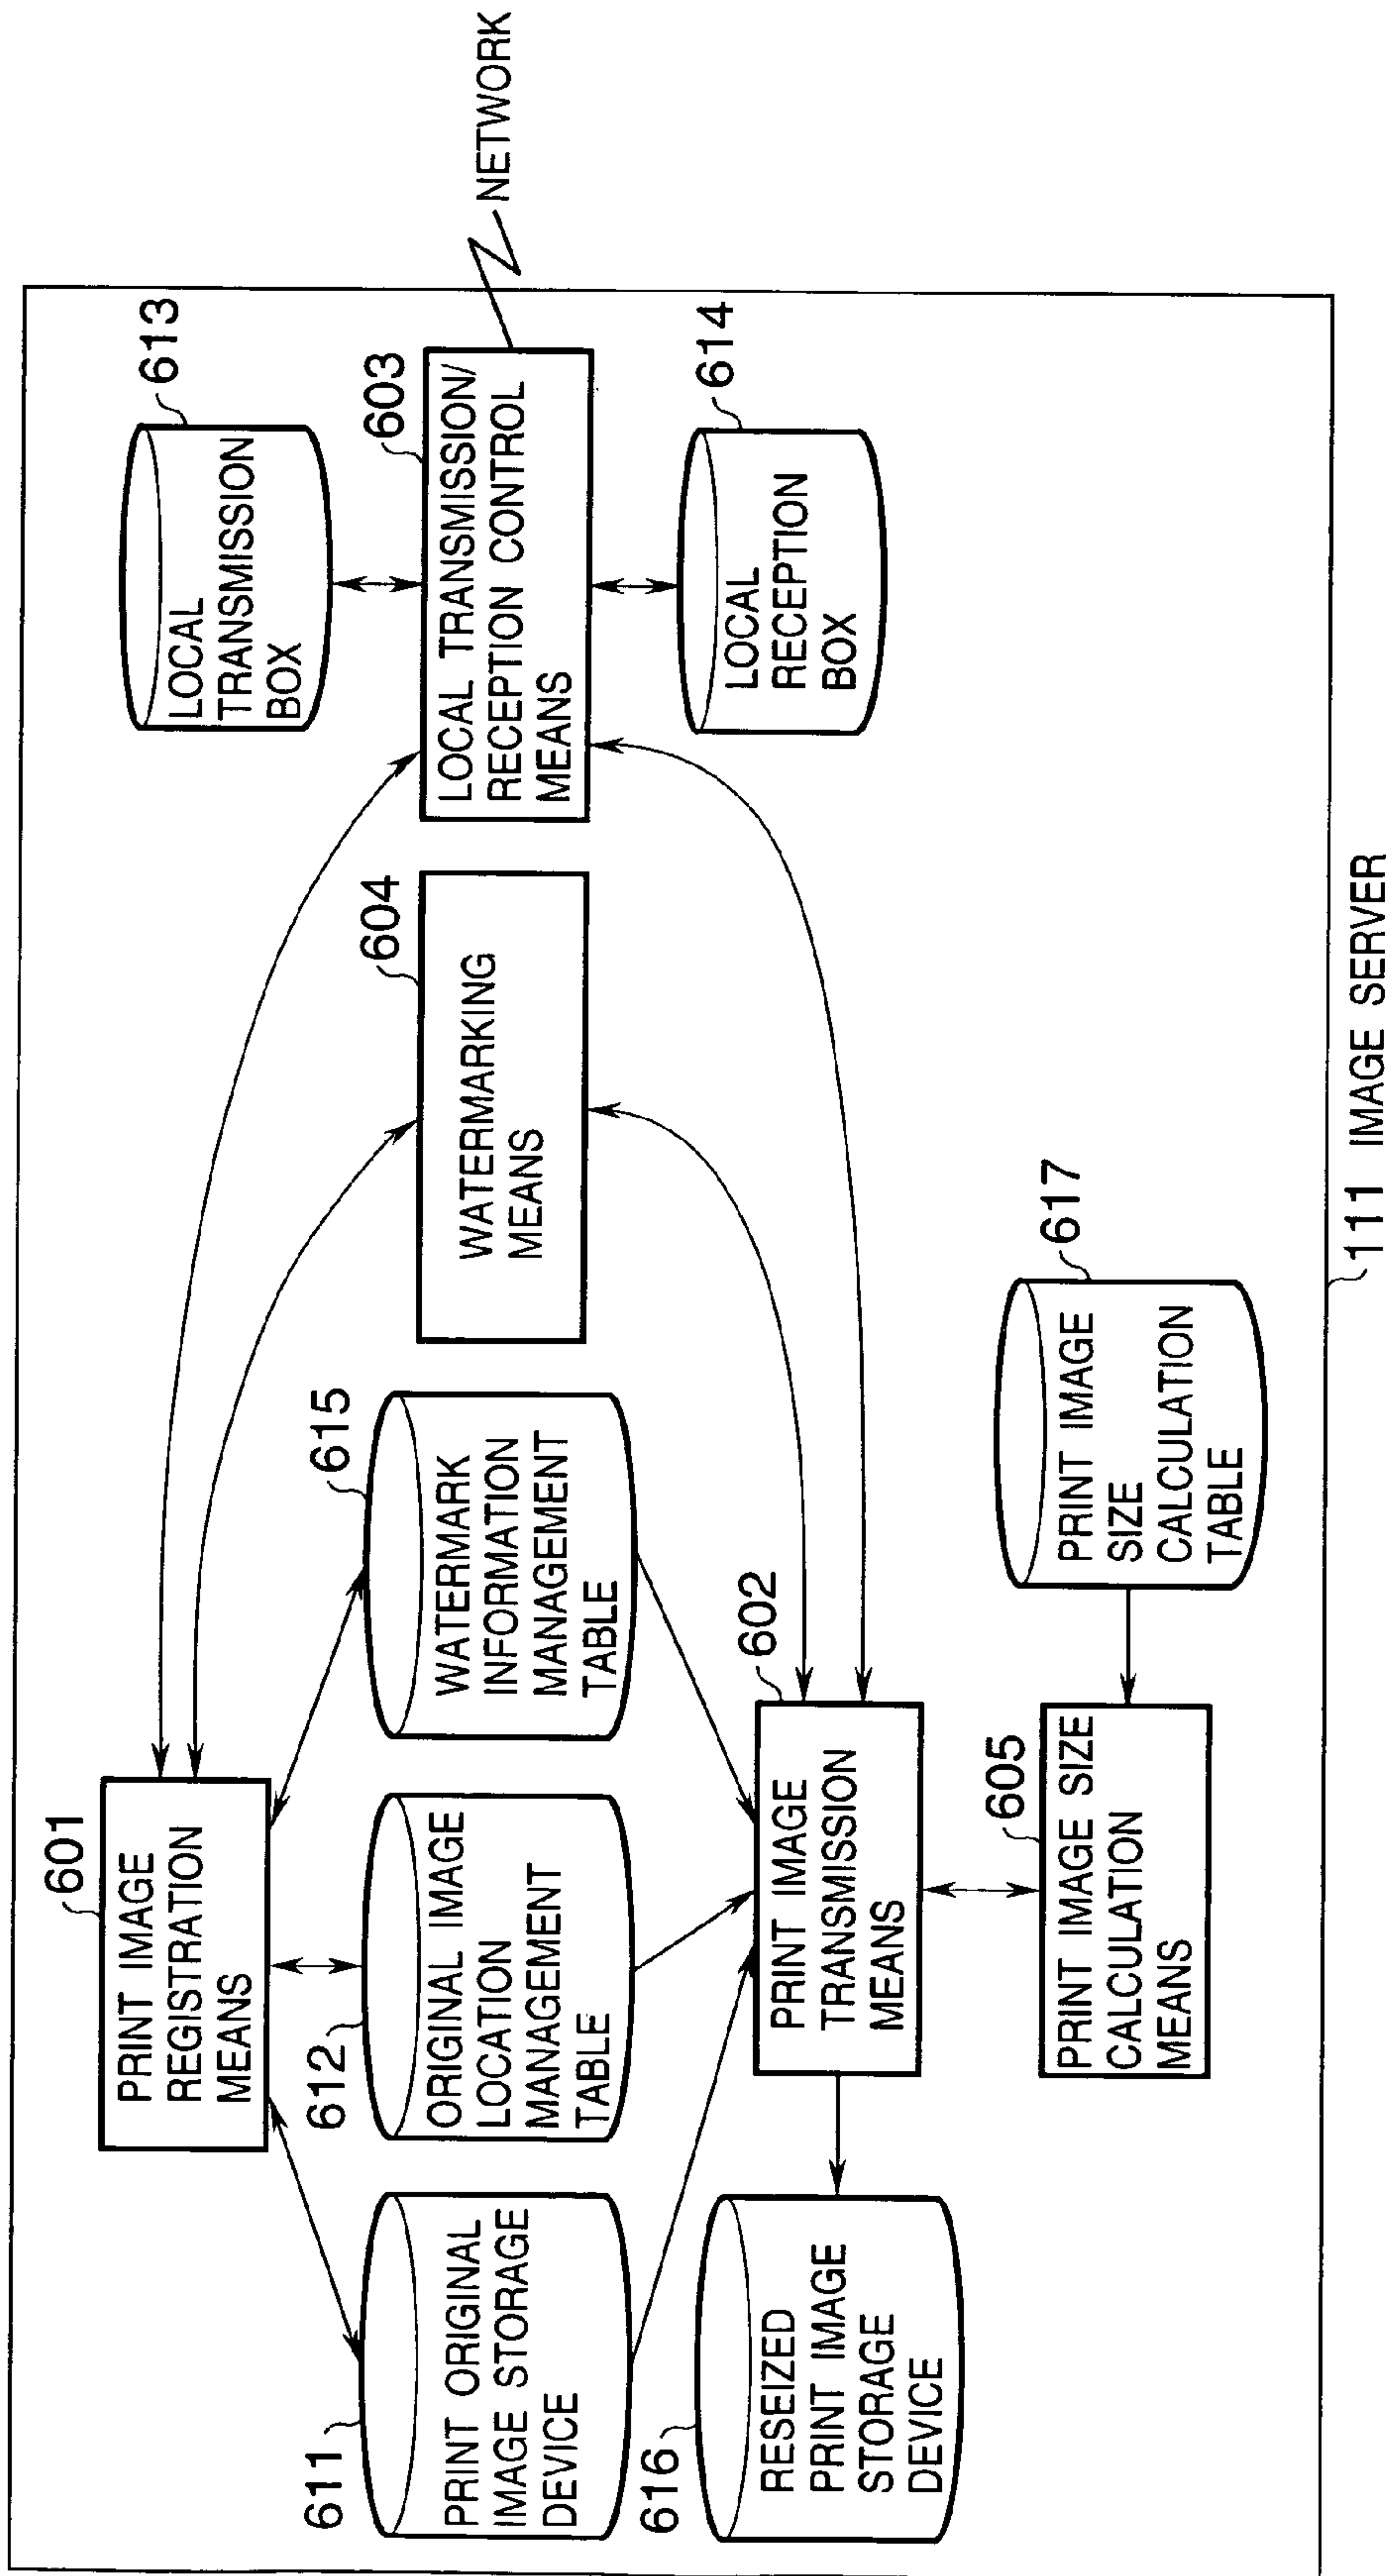 601
PRINT IMAGE
REGISTRATION
MEANS
613
LOCAL
TRANSMISSION
BOX
611
PRINT ORIGINAL
IMAGE STORAGE
DEVICE
612
ORIGINAL IMAGE
LOCATION
MANAGEMENT
TABLE
615
WATERMARK
INFORMATION
MANAGEMENT
TABLE
604
WATERMARKING
MEANS
603
LOCAL TRANSMISSION/
RECEPTION CONTROL
MEANS
NETWORK
616
RESEIZED
PRINT IMAGE
STORAGE
DEVICE
602
PRINT IMAGE
TRANSMISSION
MEANS
614
LOCAL
RECEPTION
BOX
605
PRINT IMAGE SIZE
CALCULATION
MEANS
617
PRINT IMAGE
SIZE
CALCULATION
TABLE
111 IMAGE SERVER